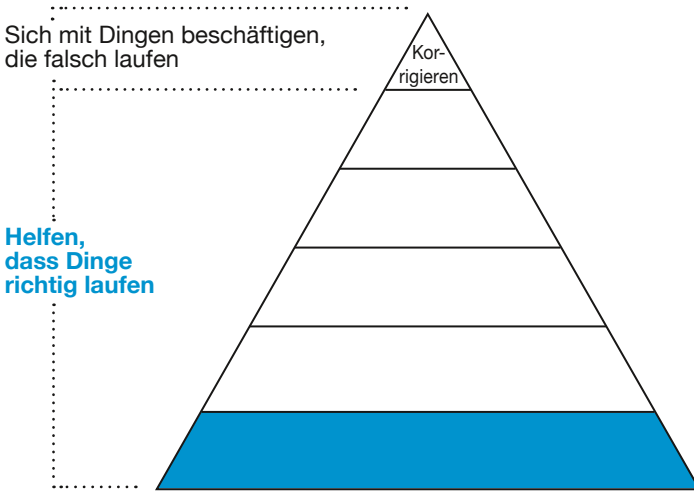 Sich mit Dingen beschäftigen,
die falsch laufen
Kor-
rigieren
Helfen,
dass Dinge
richtig laufen